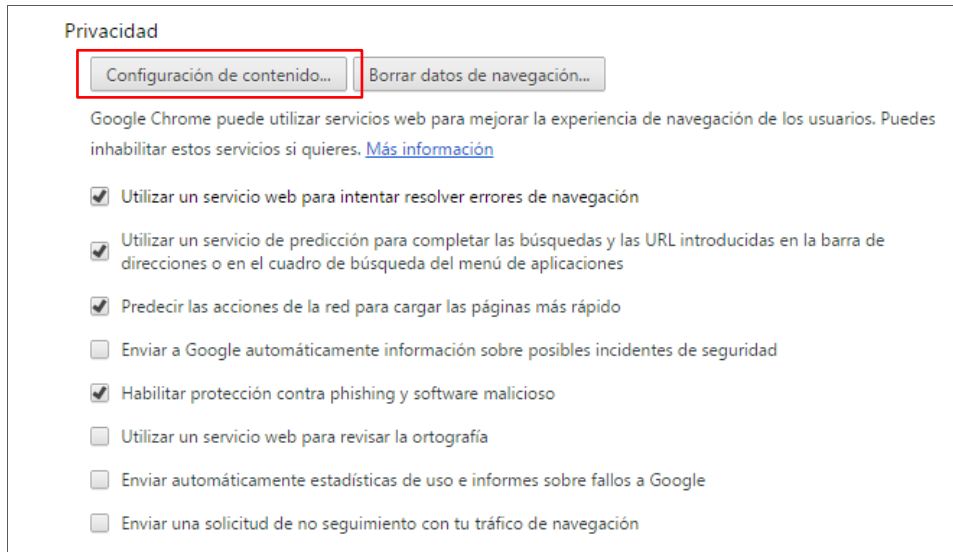 Privacidad
Configuración de contenido... Borrar datos de navegación...
Google Chrome puede utilizar servicios web para mejorar la experiencia de navegación de los usuarios. Puedes
inhabilitar estos servicios si quieres. Más información
Utilizar un servicio web para intentar resolver errores de navegación
Utilizar un servicio de predicción para completar las búsquedas y las URL introducidas en la barra de
direcciones o en el cuadro de búsqueda del menú de aplicaciones
Predecir las acciones de la red para cargar las páginas más rápido
Enviar a Google automáticamente información sobre posibles incidentes de seguridad
Habilitar protección contra phishing y software malicioso
Utilizar un servicio web para revisar la ortografía
Enviar automáticamente estadísticas de uso e informes sobre fallos a Google
Enviar una solicitud de no seguimiento con tu tráfico de navegación